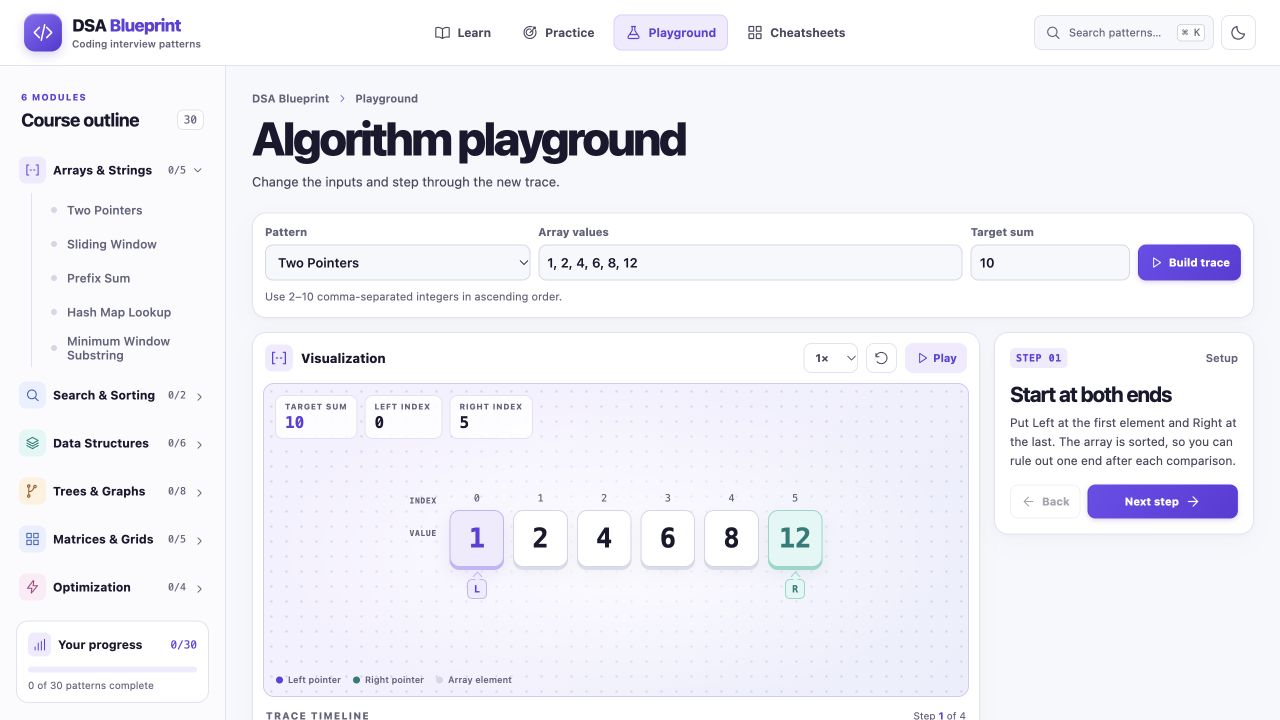 DSA Blueprint
Coding interview patterns
Learn
Practice
Playground
Cheatsheets
Search patterns...
⌘ K
6 MODULES
Course outline
30
Arrays & Strings
0/5
Two Pointers
Sliding Window
Prefix Sum
Hash Map Lookup
Minimum Window
Substring
Search & Sorting
0/2
Data Structures
0/6
Trees & Graphs
0/8
Matrices & Grids
0/5
Optimization
0/4
Your progress
0/30
0 of 30 patterns complete
DSA Blueprint > Playground
Algorithm playground
Change the inputs and step through the new trace.
Pattern
Two Pointers
Array values
1, 2, 4, 6, 8, 12
Target sum
10
Build trace
Use 2–10 comma-separated integers in ascending order.
[··] Visualization
1×
Play
TARGET SUM
10
LEFT INDEX
0
RIGHT INDEX
5
INDEX 0 1 2 3 4 5
VALUE 1 2 4 6 8 12
L R
Left pointer
Right pointer
Array element
TRACE TIMELINE
Step 1 of 4
STEP 01
Setup
Start at both ends
Put Left at the first element and Right at
the last. The array is sorted, so you can
rule out one end after each comparison.
Back
Next step